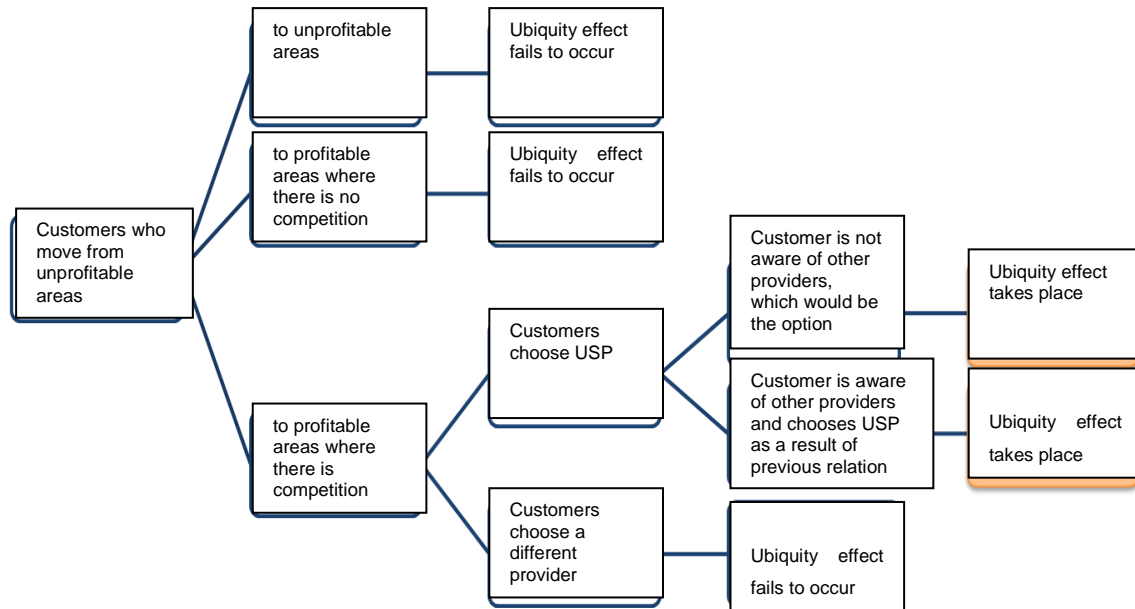 to unprofitable
areas
Ubiquity effect
fails to occur
to profitable
areas where
there is no
competition
Ubiquity effect
fails to occur
Customers who
move from
unprofitable
areas
Customer is not
aware of other
providers,
which would be
the option
Ubiquity effect
takes place
Customers
choose USP
Customer is aware
of other providers
and chooses USP
as a result of
previous relation
Ubiquity effect
takes place
to profitable
areas where
there is
competition
Customers
choose a
different
provider
Ubiquity effect
fails to occur